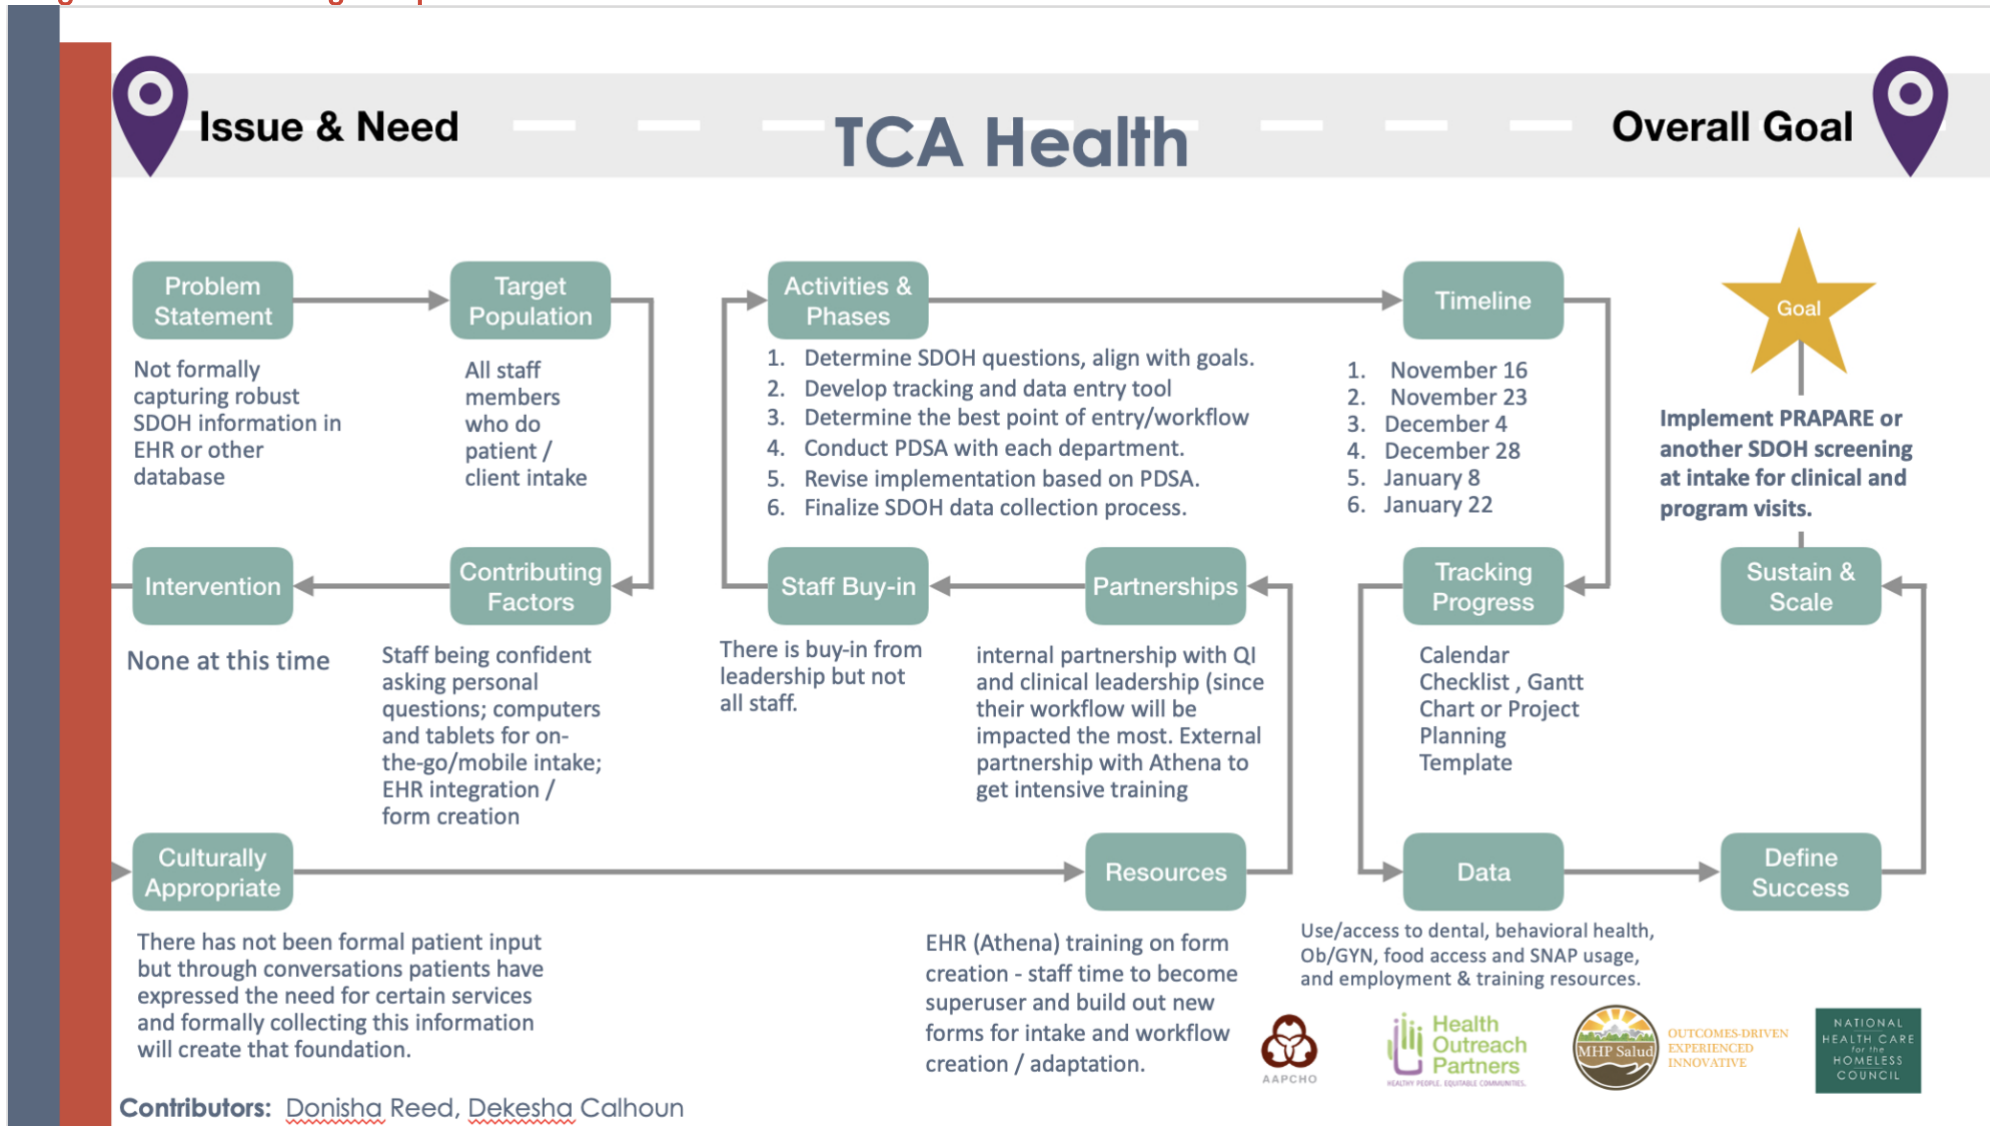 Issue & Need
TCA Health
Overall Goal
Problem
Statement
Target
Population
Activities &
Phases
Timeline
Goal
Not formally
capturing robust
SDOH information in
EHR or other
database
All staff
members
who do
patient /
client intake
1. Determine SDOH questions, align with goals.
2. Develop tracking and data entry tool
3. Determine the best point of entry/workflow
4. Conduct PDSA with each department.
5. Revise implementation based on PDSA.
6. Finalize SDOH data collection process.
1. November 16
2. November 23
3. December 4
4. December 28
5. January 8
6. January 22
Implement PRAPARE or
another SDOH screening
at intake for clinical and
program visits.
Intervention
Contributing
Factors
Staff Buy-in
Partnerships
Tracking
Progress
Sustain &
Scale
None at this time
Staff being confident
asking personal
questions; computers
and tablets for on-
the-go/mobile intake;
EHR integration /
form creation
There is buy-in from
leadership but not
all staff.
internal partnership with QI
and clinical leadership (since
their workflow will be
impacted the most. External
partnership with Athena to
get intensive training
Calendar
Checklist , Gantt
Chart or Project
Planning
Template
Culturally
Appropriate
Resources
Data
Define
Success
There has not been formal patient input
but through conversations patients have
expressed the need for certain services
and formally collecting this information
will create that foundation.
EHR (Athena) training on form
creation - staff time to become
superuser and build out new
forms for intake and workflow
creation / adaptation.
Use/access to dental, behavioral health,
Ob/GYN, food access and SNAP usage,
and employment & training resources.
AAPCHO
Health
Outreach
Partners
HEALTHY PEOPLE. EQUITABLE COMMUNITIES.
MHP Salud
OUTCOMES-DRIVEN
EXPERIENCED
INNOVATIVE
NATIONAL
HEALTH CARE
for the
HOMELESS
COUNCIL
Contributors: Donisha Reed, Dekesha Calhoun